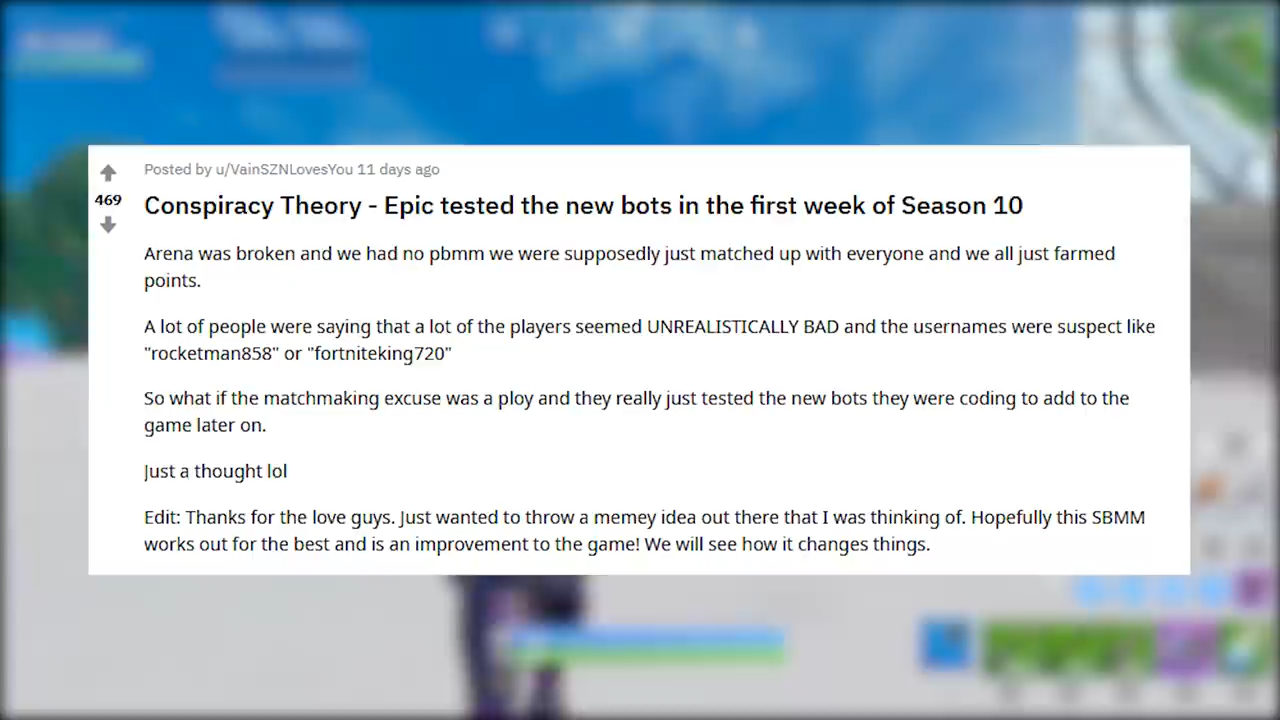 Posted by u/VainSZNLovesYou 11 days ago
469
Conspiracy Theory - Epic tested the new bots in the first week of Season 10
Arena was broken and we had no pbmm we were supposedly just matched up with everyone and we all just farmed
points.
A lot of people were saying that a lot of the players seemed UNREALISTICALLY BAD and the usernames were suspect like
"rocketman858" or "fortniteking720"
So what if the matchmaking excuse was a ploy and they really just tested the new bots they were coding to add to the
game later on.
Just a thought lol
Edit: Thanks for the love guys. Just wanted to throw a memey idea out there that I was thinking of. Hopefully this SBMM
works out for the best and is an improvement to the game! We will see how it changes things.